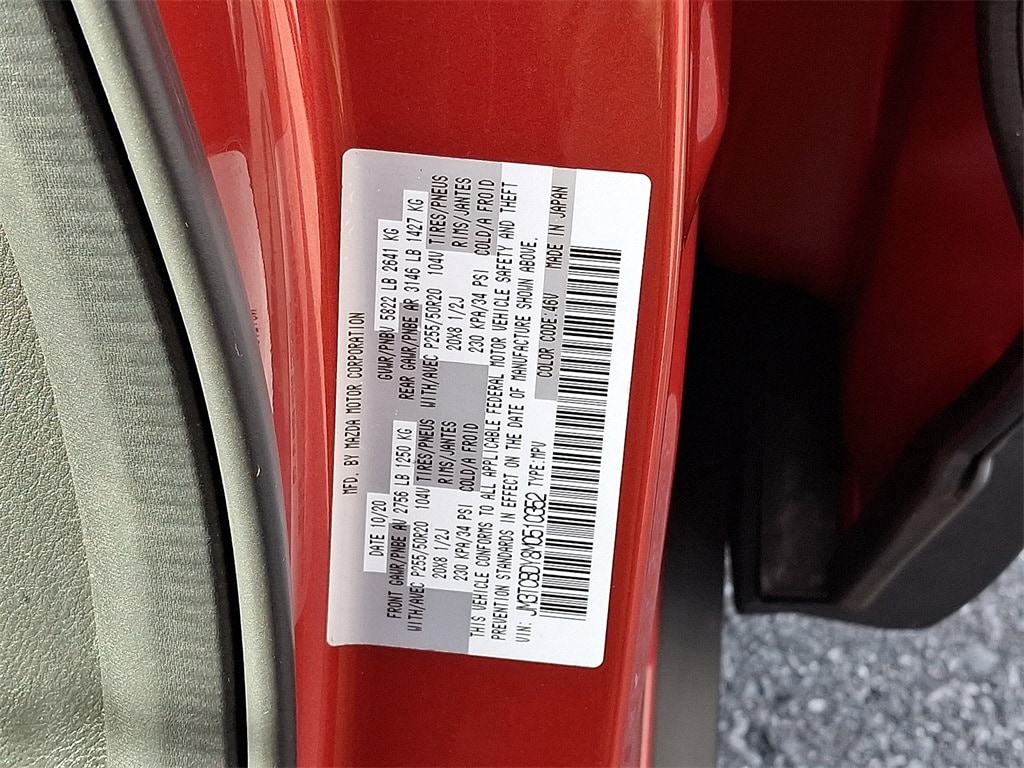 MFD. BY MAZDA MOTOR CORPORATION
DATE 10/20 GVWR/PNBV 5822 LB 2641 KG
FRONT GAWR/PNBE AV 2756 LB 1250 KG REAR GAWR/PNBE AR 3146 LB 1427 KG
WITH/AVEC P255/50R20 104V TIRES/PNEUS WITH/AVEC P255/50R20 104V TIRES/PNEUS
20X8 1/2J RIMS/JANTES 20X8 1/2J RIMS/JANTES
230 KPA/34 PSI COLD/A FROID 230 KPA/34 PSI COLD/A FROID
THIS VEHICLE CONFORMS TO ALL APPLICABLE FEDERAL MOTOR VEHICLE SAFETY AND THEFT
PREVENTION STANDARDS IN EFFECT ON THE DATE OF MANUFACTURE SHOWN ABOVE.
VIN: JM3TCBDY8M0510362 TYPE:MPV COLOR CODE:46V MADE IN JAPAN